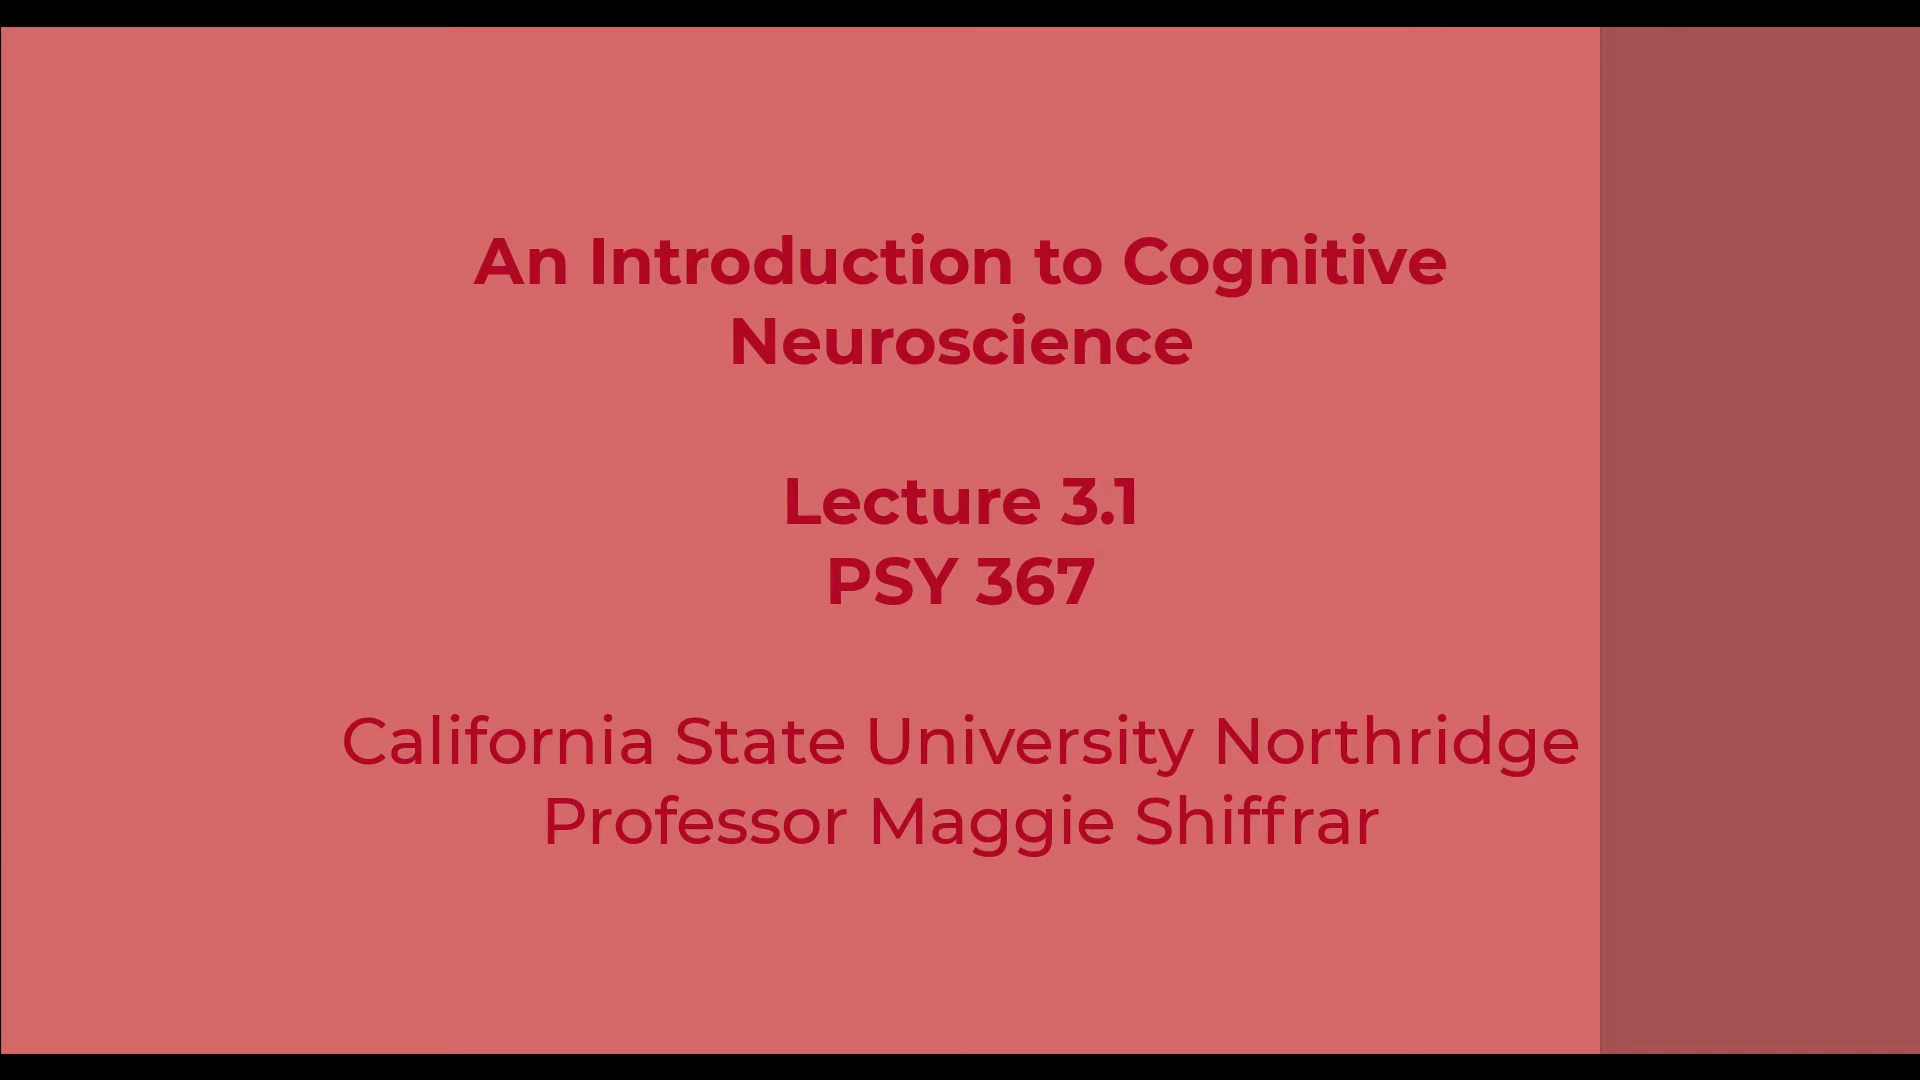 An Introduction to Cognitive
Neuroscience
Lecture 3.1
PSY 367
California State University Northridge
Professor Maggie Shiffrar